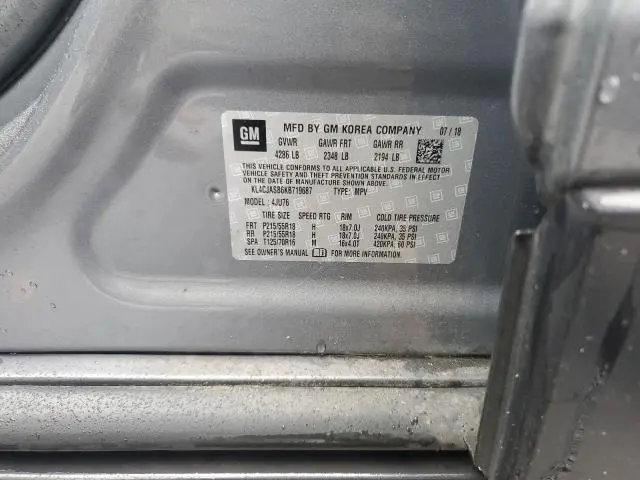 GM
MFD BY GM KOREA COMPANY 07 / 18
GVWR GAWR FRT GAWR RR
4286 LB 2348 LB 2194 LB
THIS VEHICLE CONFORMS TO ALL APPLICABLE U.S. FEDERAL
MOTOR VEHICLE SAFETY, BUMPER, AND THEFT
PREVENTION STANDARDS IN EFFECT ON THE DATE OF
MANUFACTURE SHOWN ABOVE.
KL4CJASB6KB719687 TYPE: MPV
MODEL: 4JU76
TIRE SIZE SPEED RTG RIM COLD TIRE PRESSURE
FRT P215/55R18 H 18x7.0J 240KPA, 35 PSI
RR P215/55R18 H 18x7.0J 240KPA, 35 PSI
SPA T125/70R16 M 16x4.0T 420KPA, 60 PSI
SEE OWNER'S MANUAL FOR MORE INFORMATION.